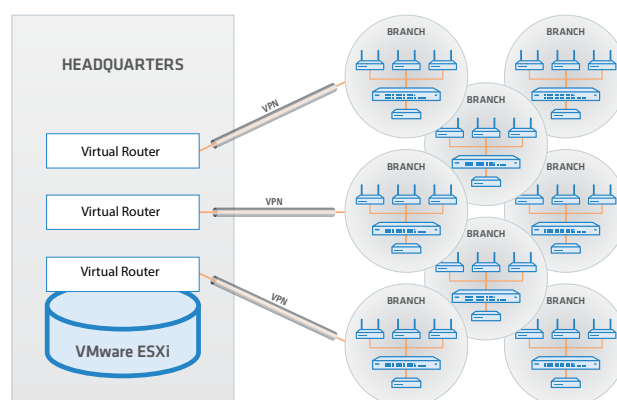 HEADQUARTERS
Virtual Router
Virtual Router
Virtual Router
VMware ESXi
VPN
VPN
VPN
BRANCH
BRANCH
BRANCH
BRANCH
BRANCH
BRANCH
BRANCH
BRANCH